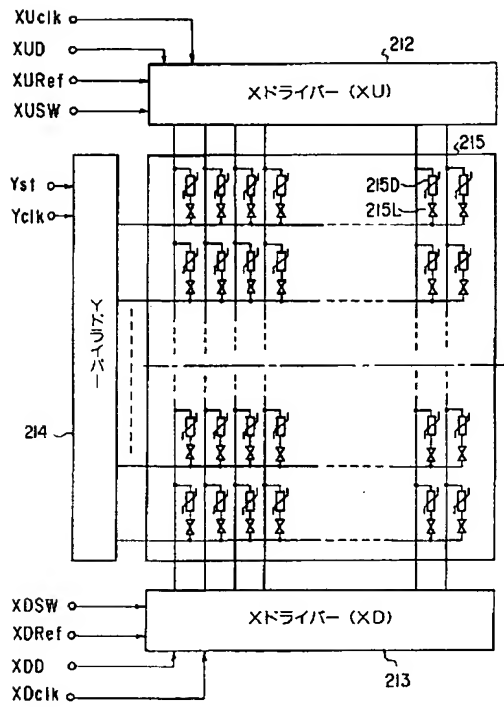 XUclk
XUD
XURef
XUSW
212
Xドライバー (XU)
215
Yst
Yclk
215D
215L
Yドライバー
214
XDSW
XDRef
XDD
XDclk
Xドライバー (XD)
213